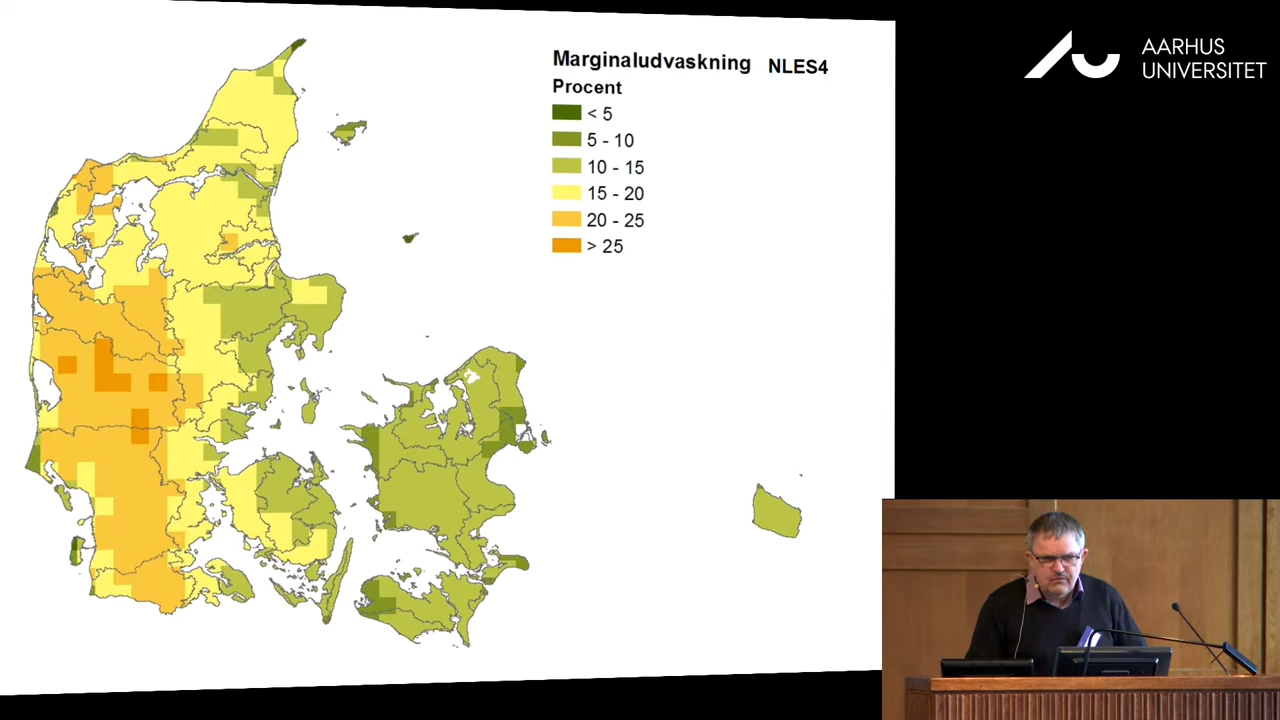 Marginaludvaskning NLES4
Procent
< 5
5 - 10
10 - 15
15 - 20
20 - 25
> 25
AARHUS
UNIVERSITET